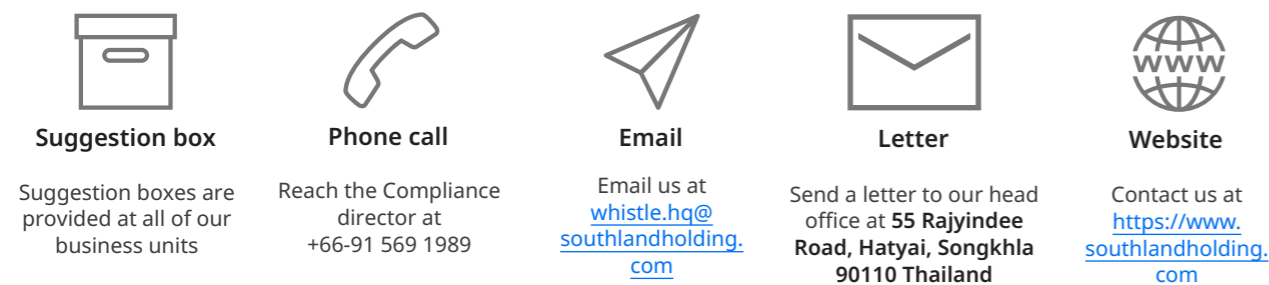 Suggestion box
Suggestion boxes are
provided at all of our
business units
Phone call
Reach the Compliance
director at
+66-91 569 1989
Email
Email us at
whistle.hq@
southlandholding.
com
Letter
Send a letter to our head
office at 55 Rajyindee
Road, Hatyai, Songkhla
90110 Thailand
WWW
Website
Contact us at
https://www.
southlandholding.
com